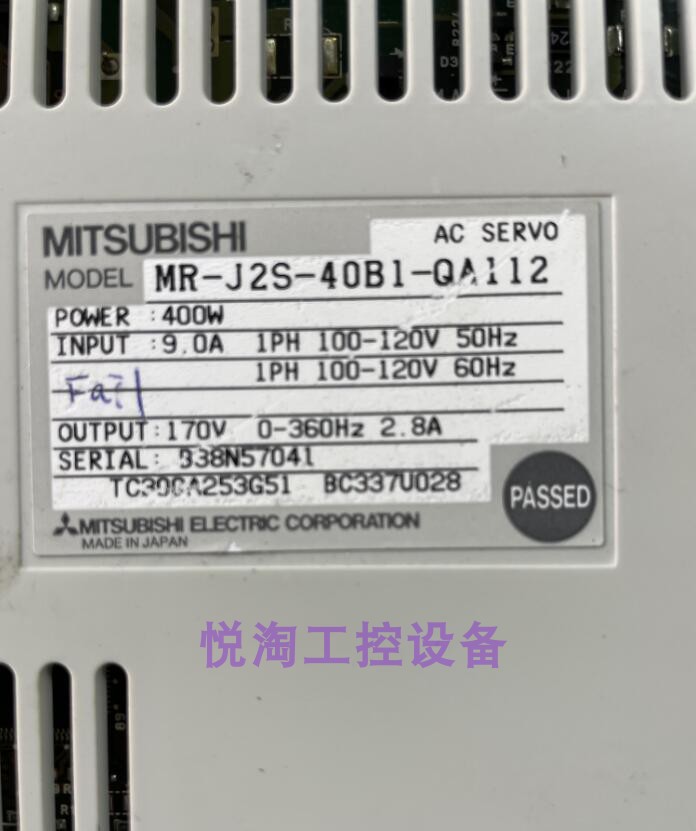 MITSUBISHI
AC SERVO
MODEL MR-J2S-40B1-QA112
POWER :400W
INPUT :9.0A 1PH 100-120V 50Hz
1PH 100-120V 60Hz
Fail
OUTPUT:170V 0-360Hz 2.8A
SERIAL: B38N57041
BC337U028
PASSED
MITSUBISHI ELECTRIC CORPORATION
MADE IN JAPAN
悦淘工控设备